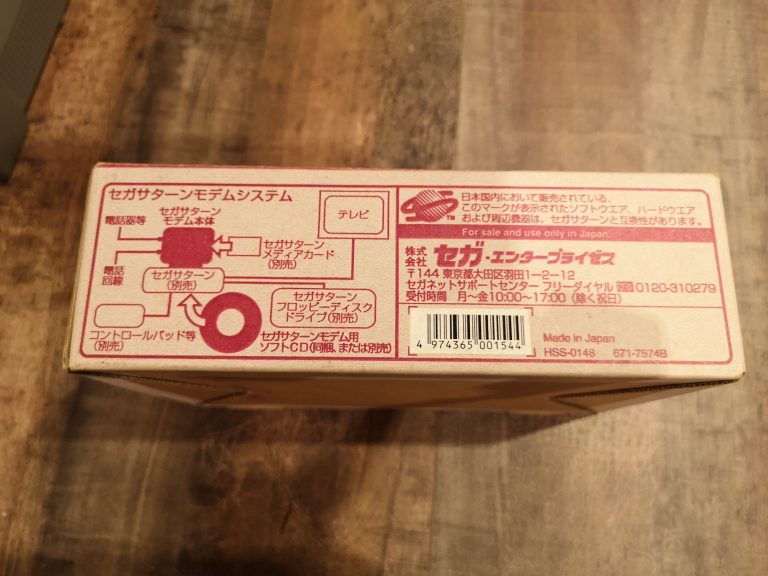 セガサターンモデムシステム
電話器等
セガサターン
モデム本体
テレビ
セガサターン
メディアカード
(別売)
電話
回線
セガサターン
(別売)
セガサターン
フロッピーディスク
ドライブ(別売)
コントロールパッド等
(別売)
セガサターンモデム用
ソフトCD(同梱、または別売)
日本国内において販売されている、
このマークが表示されたソフトウエア、ハードウエア
および周辺機器は、セガサターンと互換性があります。
TM
For sale and use only in Japan.
株式会社 セガ・エンタープライゼス
〒144 東京都大田区羽田1-2-12
セガネットサポートセンター フリーダイヤル 0120-310279
受付時間 月〜金10:00〜17:00(除く祝日)
4 974365 001544
Made in Japan
HSS-0148 671-7574B